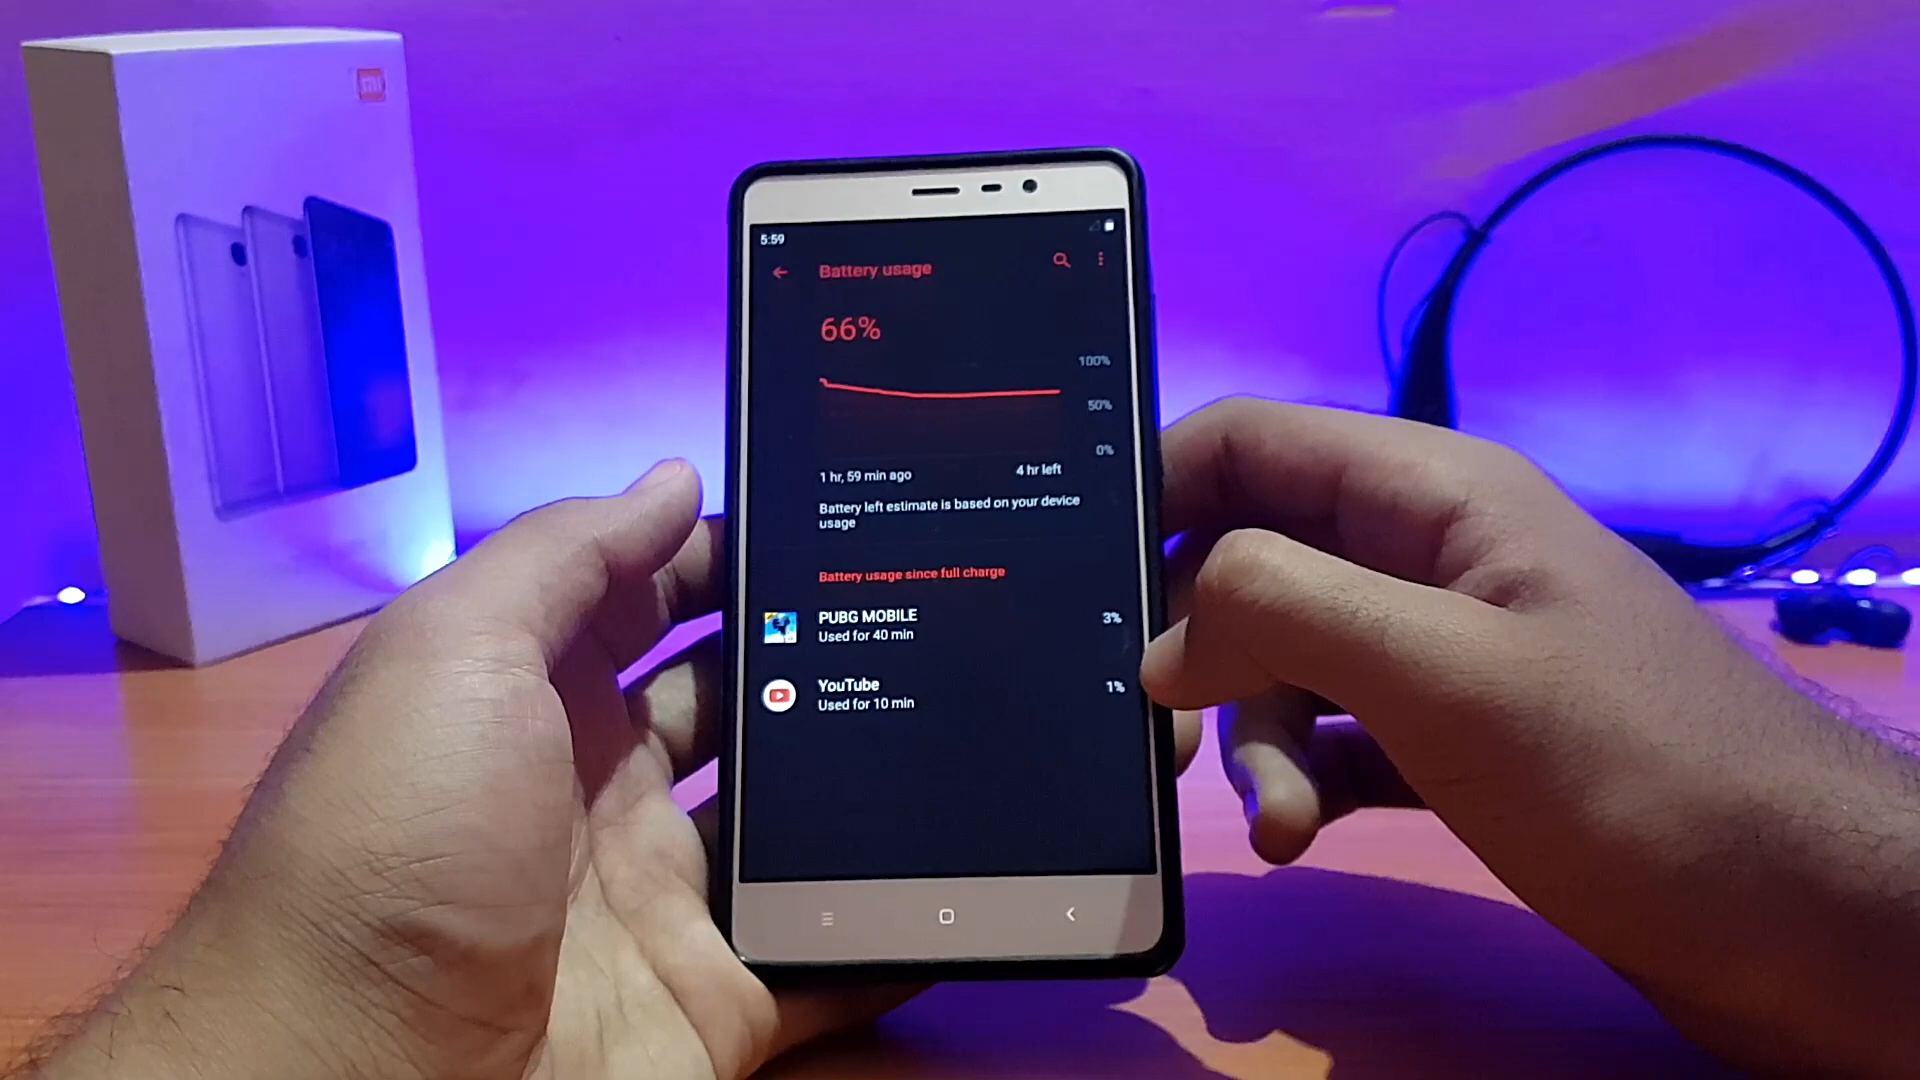 mi
5:59
Battery usage
66%
100%
50%
0%
1 hr, 59 min ago
4 hr left
Battery left estimate is based on your device
usage
Battery usage since full charge
PUBG MOBILE
3%
Used for 40 min
YouTube
1%
Used for 10 min